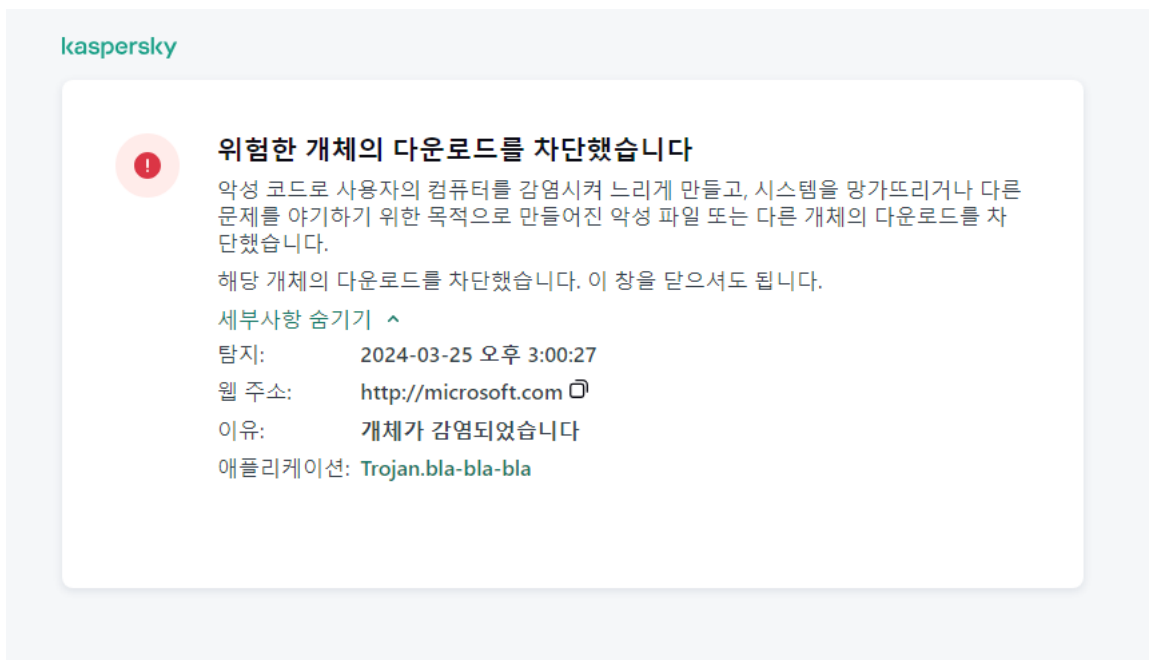 kaspersky
위험한 개체의 다운로드를 차단했습니다
악성 코드로 사용자의 컴퓨터를 감염시켜 느리게 만들고, 시스템을 망가뜨리거나 다른
문제를 야기하기 위한 목적으로 만들어진 악성 파일 또는 다른 개체의 다운로드를 차
단했습니다.
해당 개체의 다운로드를 차단했습니다. 이 창을 닫으셔도 됩니다.
세부사항 숨기기
탐지: 2024-03-25 오후 3:00:27
웹 주소: http://microsoft.com
이유: 개체가 감염되었습니다
애플리케이션: Trojan.bla-bla-bla